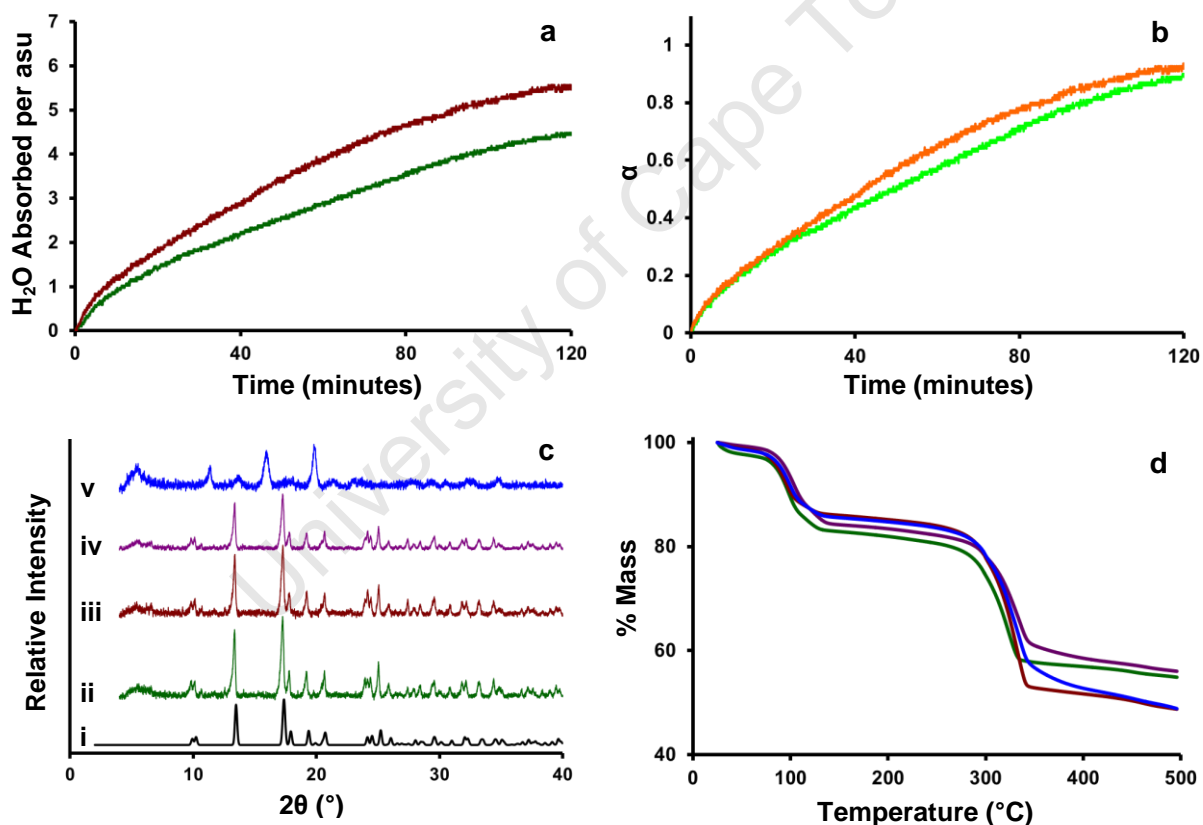 a
7
6
5
4
3
2
1
0
H₂O Absorbed per asu
0 40 80 120
Time (minutes)
b
1
0.8
0.6
0.4
0.2
0
α
0 40 80 120
Time (minutes)
c
v
iv
iii
ii
i
Relative Intensity
0 10 20 30 40
2θ (°)
d
100
80
60
40
% Mass
0 100 200 300 400 500
Temperature (°C)
University of Cape To